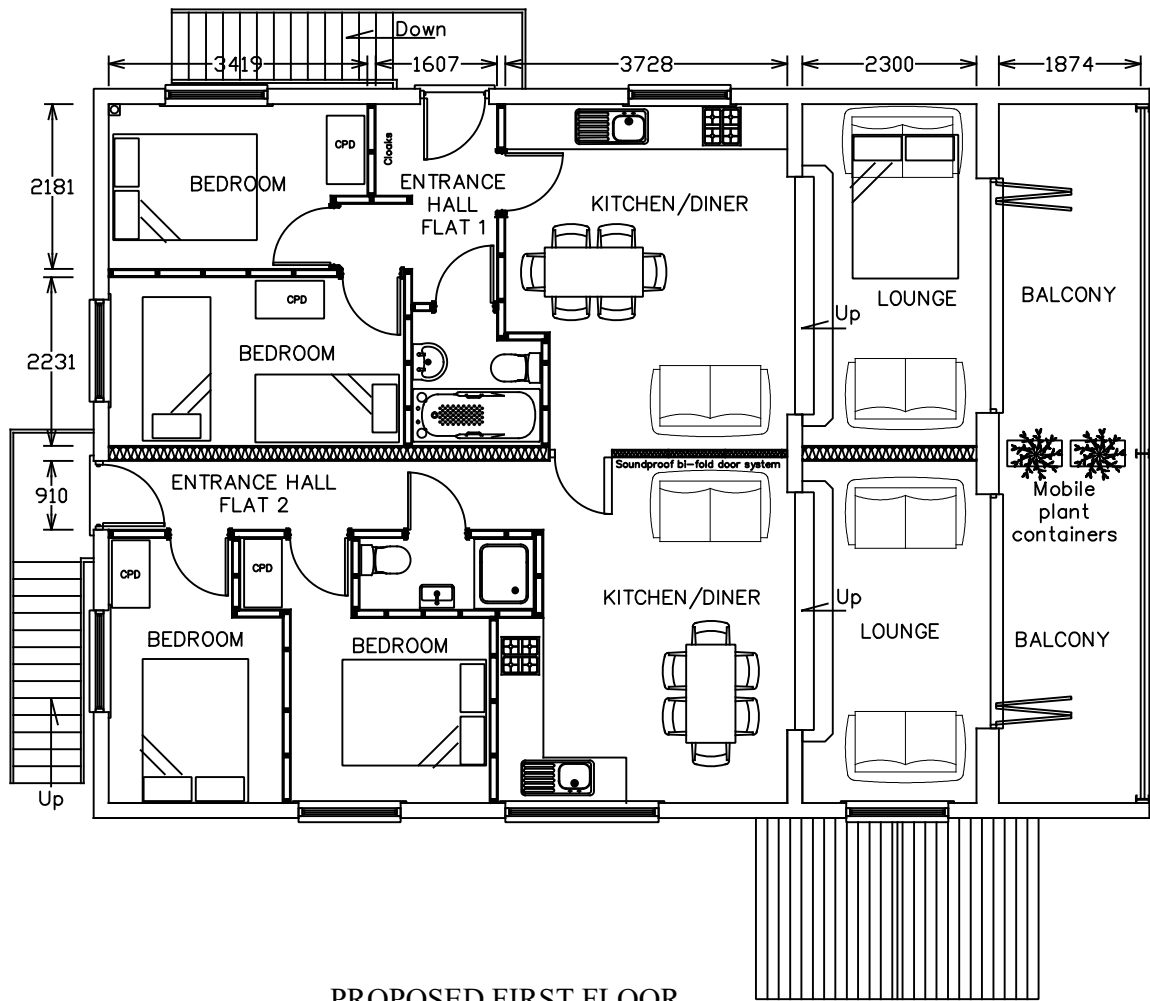 Down
3419
1607
3728
2300
1874
2181
BEDROOM
CPD
Cloaks
ENTRANCE
HALL
FLAT 1
KITCHEN/DINER
LOUNGE
BALCONY
Up
2231
CPD
BEDROOM
910
ENTRANCE HALL
FLAT 2
Soundproof bi-fold door system
Mobile
plant
containers
CPD
CPD
BEDROOM
BEDROOM
KITCHEN/DINER
Up
LOUNGE
BALCONY
Up
PROPOSED FIRST FLOOR